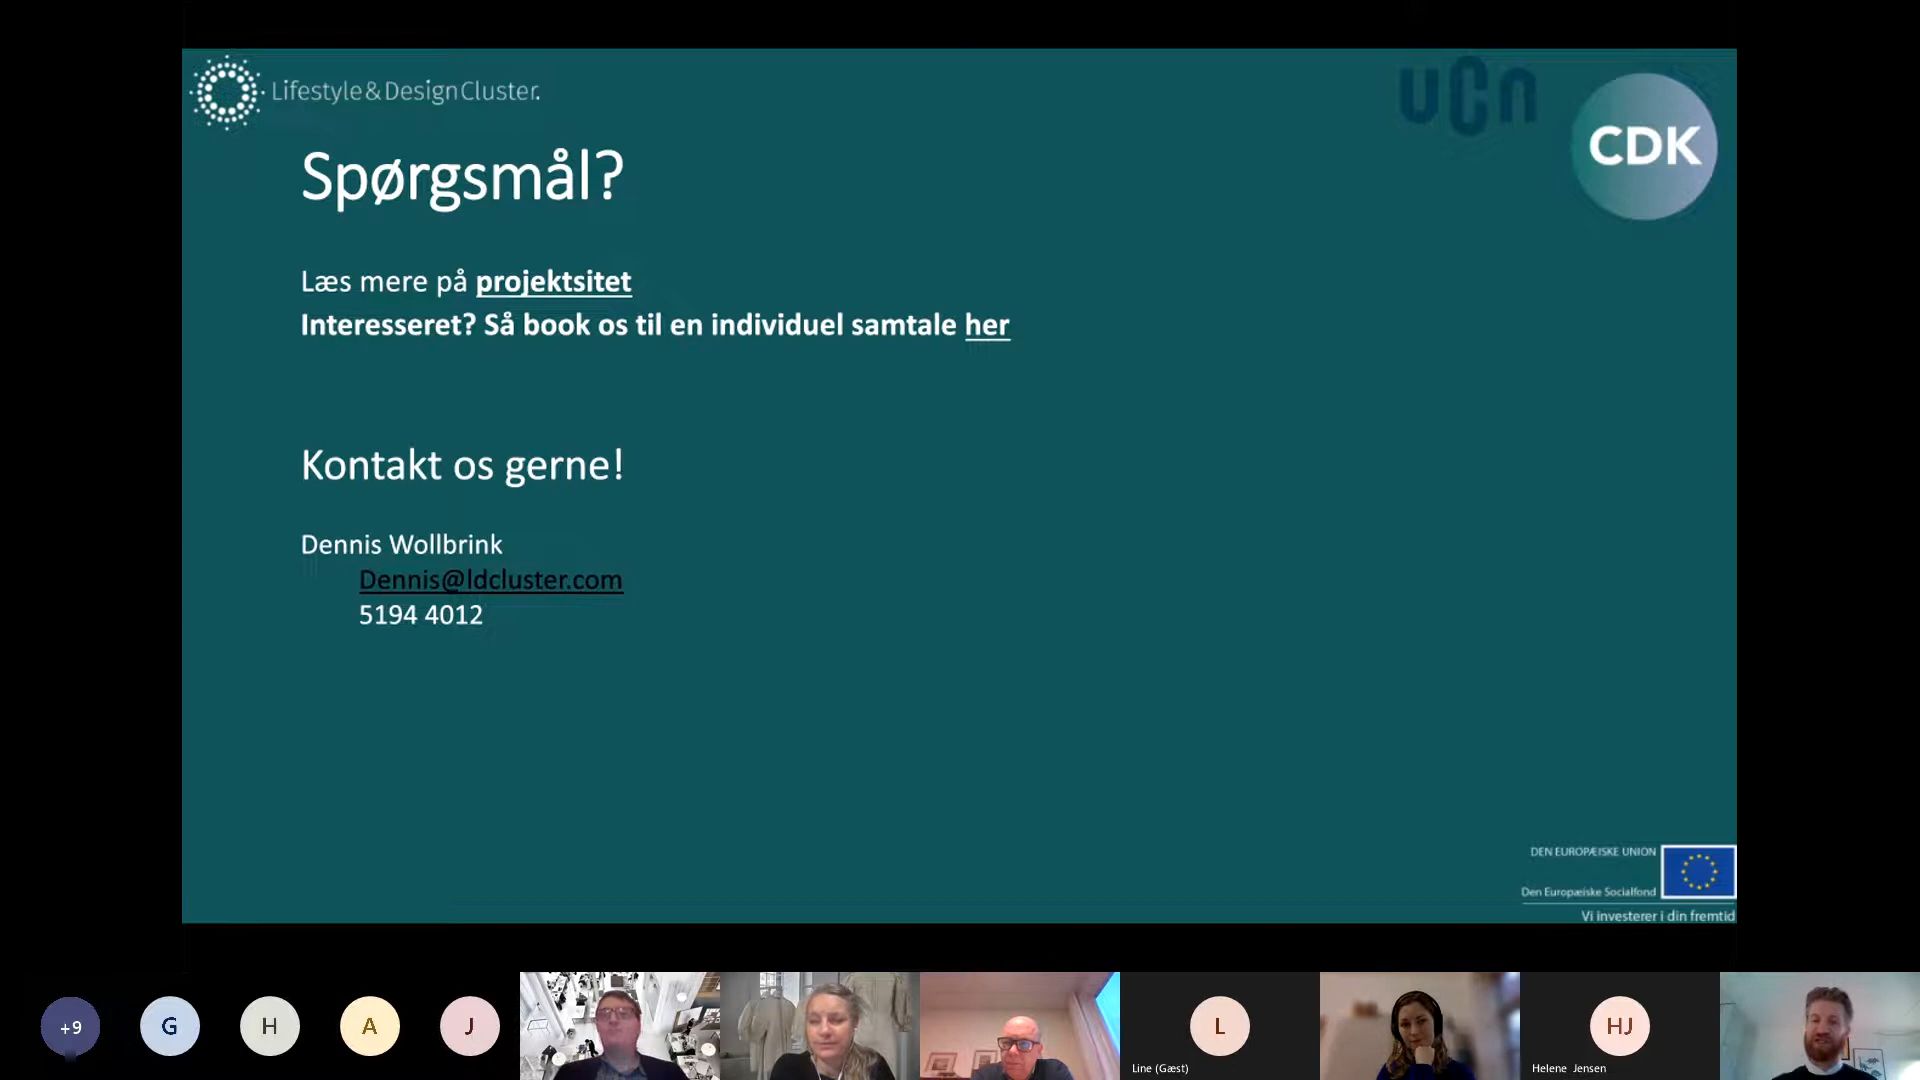 Lifestyle & Design Cluster.
ucn
CDK
Spørgsmål?
Læs mere på projektsitet
Interesseret? Så book os til en individuel samtale her
Kontakt os gerne!
Dennis Wollbrink
Dennis@ldcluster.com
5194 4012
DEN EUROPÆISKE UNION
Den Europæiske Socialfond
Vi investerer i din fremtid
+9
G
H
A
J
L
HJ
Line (Gæst)
Helene Jensen